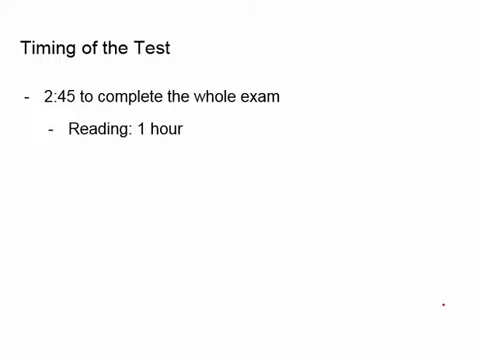 Timing of the Test
- 2:45 to complete the whole exam
- Reading: 1 hour